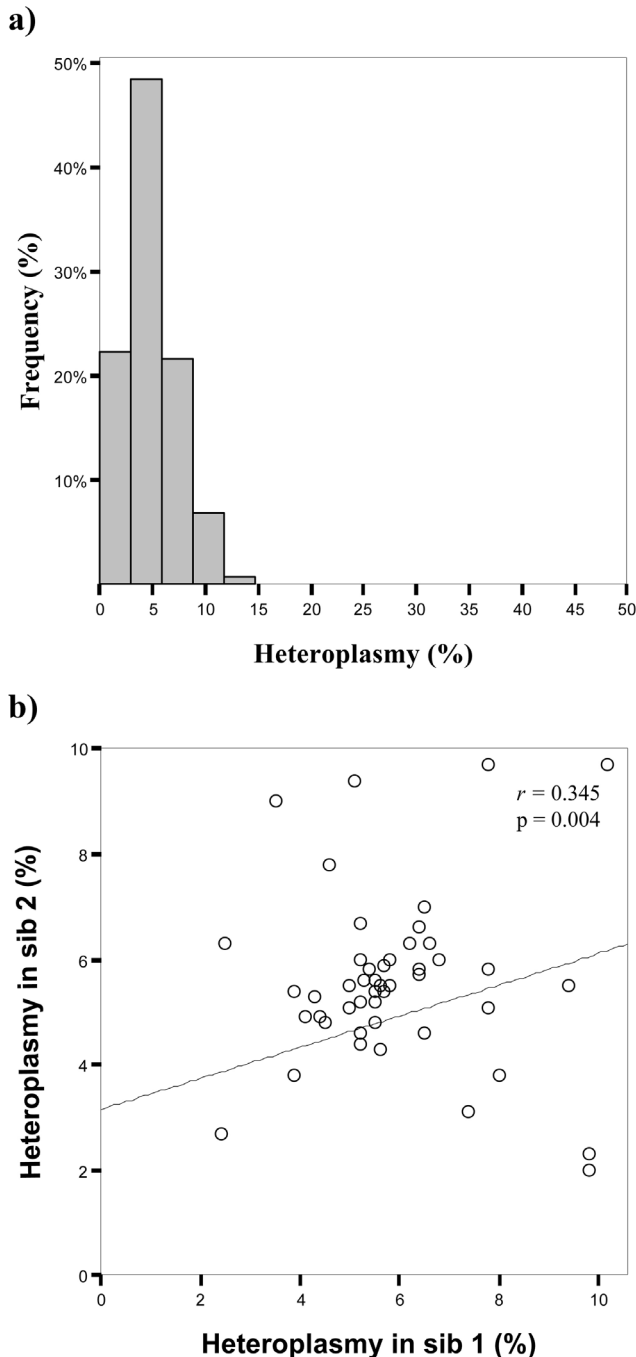 a)
50%
40%
30%
20%
10%
Frequency (%)
0 5 10 15 20 25 30 35 40 45 50
Heteroplasmy (%)
b)
10
8
6
4
2
0
Heteroplasmy in sib 2 (%)
r = 0.345
p = 0.004
0 2 4 6 8 10
Heteroplasmy in sib 1 (%)